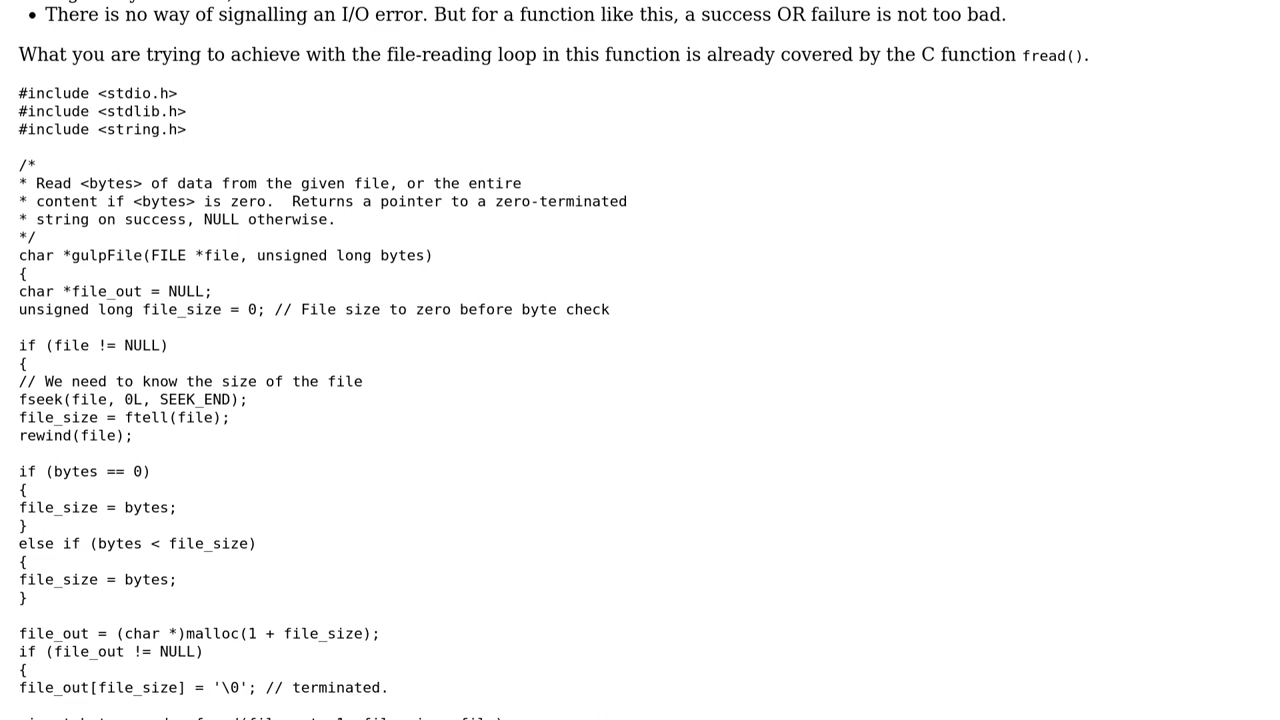 • There is no way of signalling an I/O error. But for a function like this, a success OR failure is not too bad.
What you are trying to achieve with the file-reading loop in this function is already covered by the C function fread().
#include <stdio.h>
#include <stdlib.h>
#include <string.h>
/*
* Read <bytes> of data from the given file, or the entire
* content if <bytes> is zero.  Returns a pointer to a zero-terminated
* string on success, NULL otherwise.
*/
char *gulpFile(FILE *file, unsigned long bytes)
{
char *file_out = NULL;
unsigned long file_size = 0; // File size to zero before byte check
if (file != NULL)
{
// We need to know the size of the file
fseek(file, 0L, SEEK_END);
file_size = ftell(file);
rewind(file);
if (bytes == 0)
{
file_size = bytes;
}
else if (bytes < file_size)
{
file_size = bytes;
}
file_out = (char *)malloc(1 + file_size);
if (file_out != NULL)
{
file_out[file_size] = '\0'; // terminated.